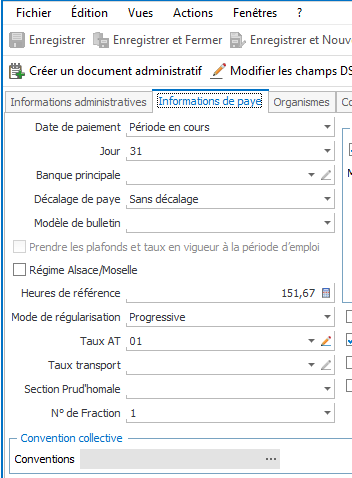 Fichier Édition Vues Actions Fenêtres ?
Enregistrer Enregistrer et Fermer Enregistrer et Nouv
Créer un document administratif Modifier les champs DS
Informations administratives Informations de paye Organismes Co
Date de paiement Période en cours
Jour 31
Banque principale
Décalage de paye Sans décalage
Modèle de bulletin
Prendre les plafonds et taux en vigueur à la période d'emploi
Régime Alsace/Moselle
Heures de référence 151,67
Mode de régularisation Progressive
Taux AT 01
Taux transport
Section Prud'homale
N° de Fraction 1
Convention collective
Conventions ...